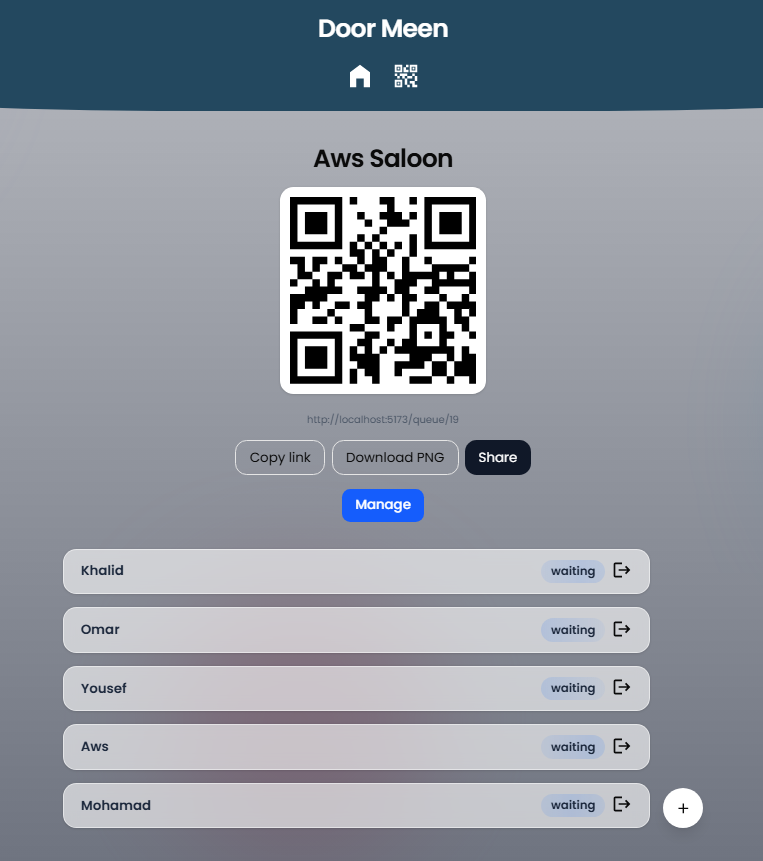 Door Meen
Aws Saloon
http://localhost:5173/queue/19
Copy link Download PNG Share
Manage
Khalid waiting
Omar waiting
Yousef waiting
Aws waiting
Mohamad waiting
+